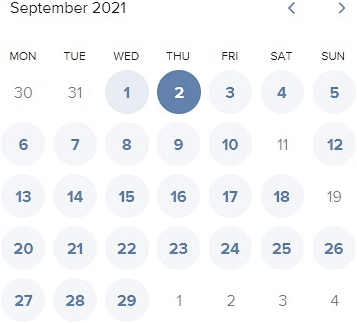 September 2021
MON TUE WED THU FRI SAT SUN
30 31 1 2 3 4 5
6 7 8 9 10 11 12
13 14 15 16 17 18 19
20 21 22 23 24 25 26
27 28 29 1 2 3 4